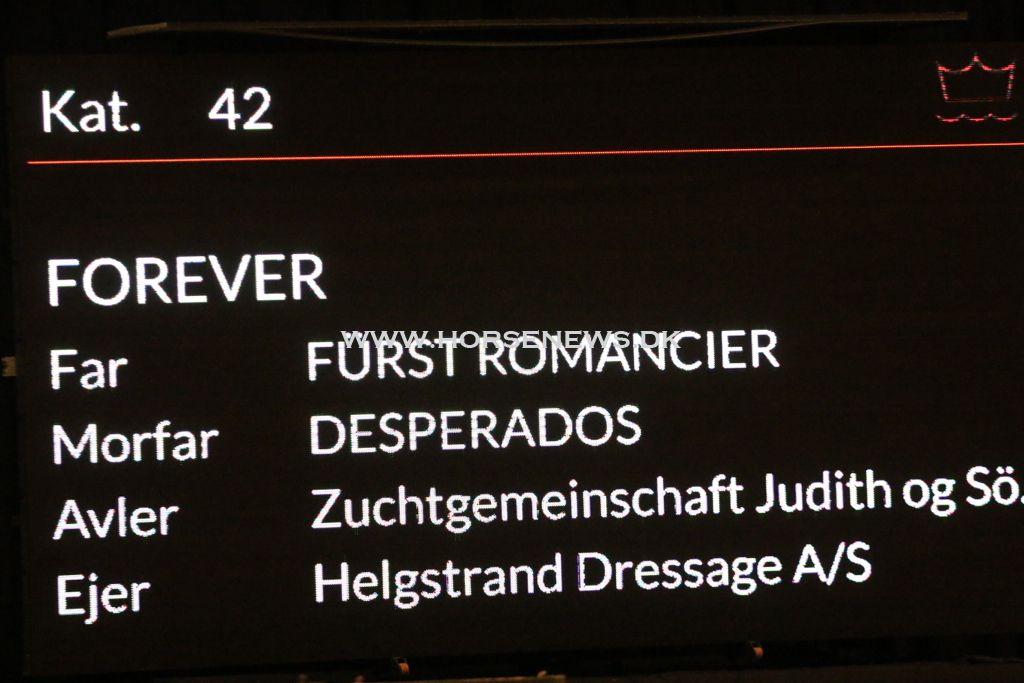 Kat. 42
FOREVER
WWW.HORSENEWS.DK
Far FÜRST ROMANCIER
Morfar DESPERADOS
Avler Zuchtgemeinschaft Judith og Sö.
Ejer Helgstrand Dressage A/S